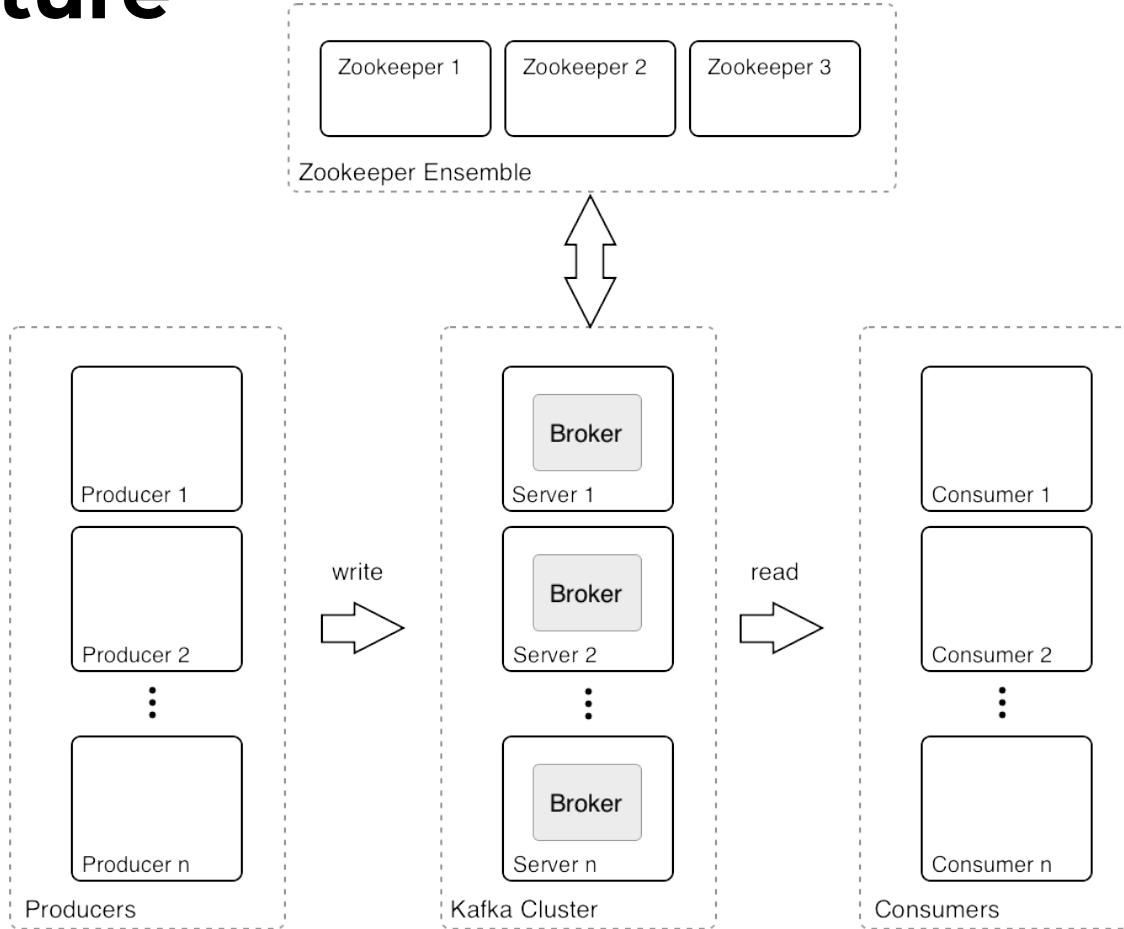 ture
Zookeeper 1
Zookeeper 2
Zookeeper 3
Zookeeper Ensemble
Producer 1
Producer 2
Producer n
Producers
write
Broker
Server 1
Broker
Server 2
Broker
Server n
Kafka Cluster
read
Consumer 1
Consumer 2
Consumer n
Consumers